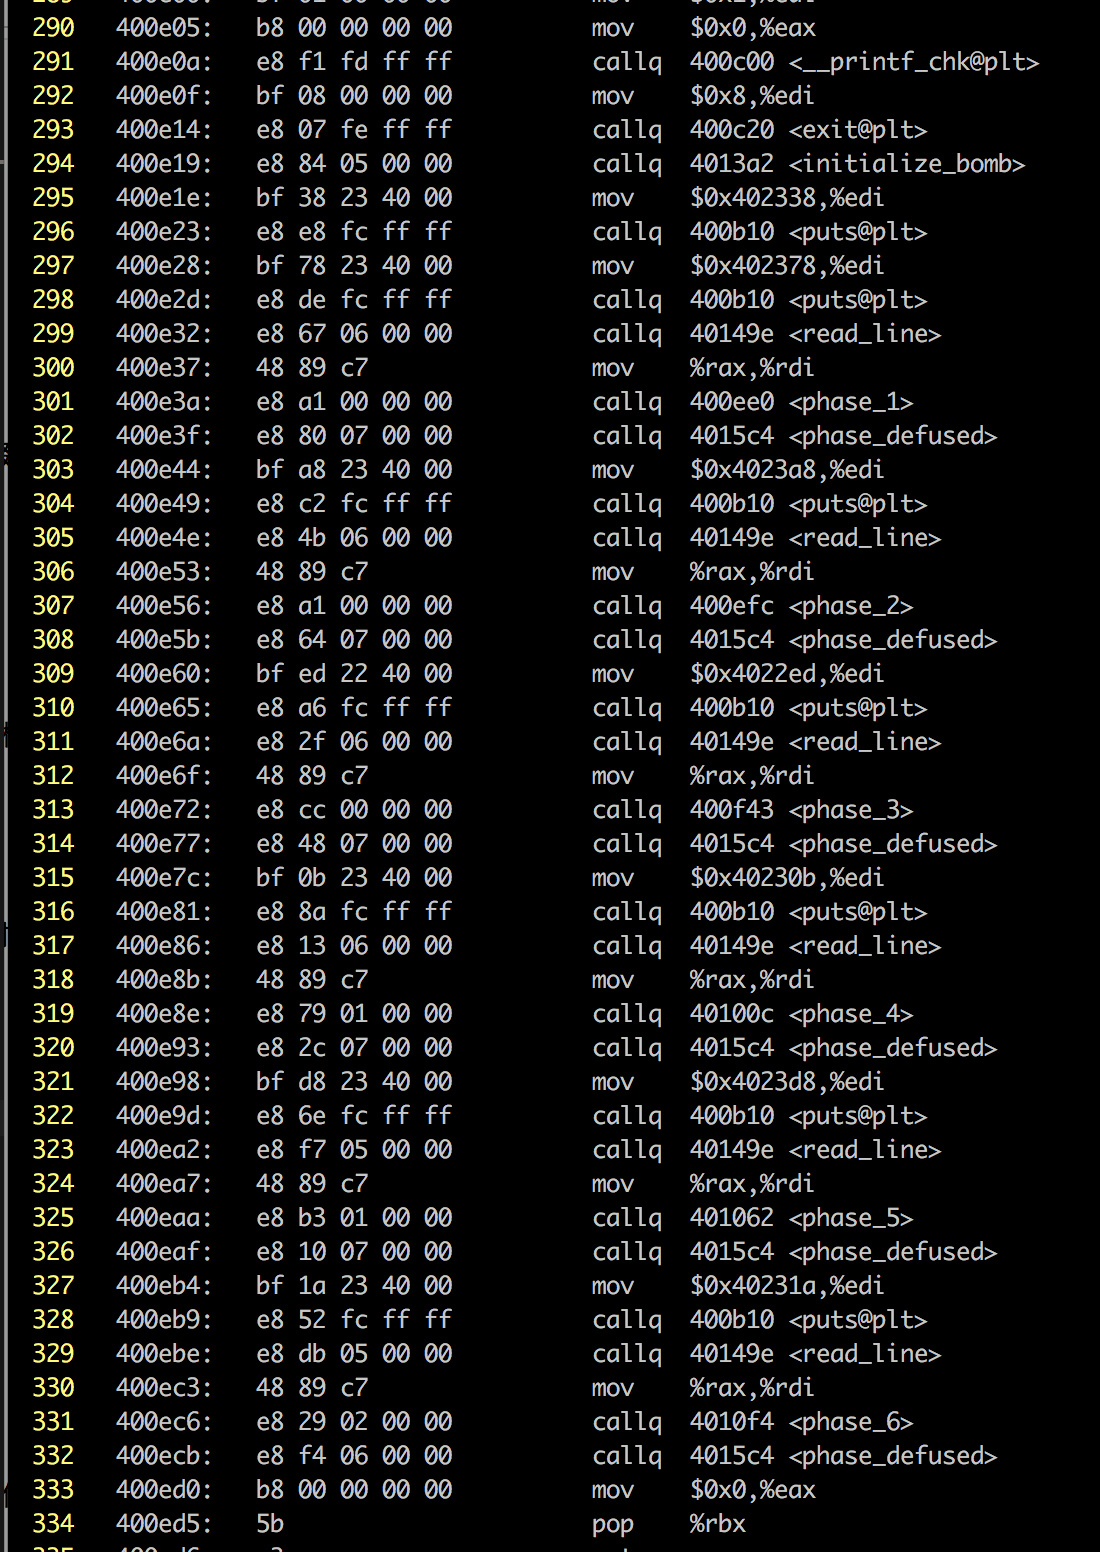 290 400e05: b8 00 00 00 00 mov $0x0,%eax
291 400e0a: e8 f1 fd ff ff callq 400c00 <__printf_chk@plt>
292 400e0f: bf 08 00 00 00 mov $0x8,%edi
293 400e14: e8 07 fe ff ff callq 400c20 <exit@plt>
294 400e19: e8 84 05 00 00 callq 4013a2 <initialize_bomb>
295 400e1e: bf 38 23 40 00 mov $0x402338,%edi
296 400e23: e8 e8 fc ff ff callq 400b10 <puts@plt>
297 400e28: bf 78 23 40 00 mov $0x402378,%edi
298 400e2d: e8 de fc ff ff callq 400b10 <puts@plt>
299 400e32: e8 67 06 00 00 callq 40149e <read_line>
300 400e37: 48 89 c7 mov %rax,%rdi
301 400e3a: e8 a1 00 00 00 callq 400ee0 <phase_1>
302 400e3f: e8 80 07 00 00 callq 4015c4 <phase_defused>
303 400e44: bf a8 23 40 00 mov $0x4023a8,%edi
304 400e49: e8 c2 fc ff ff callq 400b10 <puts@plt>
305 400e4e: e8 4b 06 00 00 callq 40149e <read_line>
306 400e53: 48 89 c7 mov %rax,%rdi
307 400e56: e8 a1 00 00 00 callq 400efc <phase_2>
308 400e5b: e8 64 07 00 00 callq 4015c4 <phase_defused>
309 400e60: bf ed 22 40 00 mov $0x4022ed,%edi
310 400e65: e8 a6 fc ff ff callq 400b10 <puts@plt>
311 400e6a: e8 2f 06 00 00 callq 40149e <read_line>
312 400e6f: 48 89 c7 mov %rax,%rdi
313 400e72: e8 cc 00 00 00 callq 400f43 <phase_3>
314 400e77: e8 48 07 00 00 callq 4015c4 <phase_defused>
315 400e7c: bf 0b 23 40 00 mov $0x40230b,%edi
316 400e81: e8 8a fc ff ff callq 400b10 <puts@plt>
317 400e86: e8 13 06 00 00 callq 40149e <read_line>
318 400e8b: 48 89 c7 mov %rax,%rdi
319 400e8e: e8 79 01 00 00 callq 40100c <phase_4>
320 400e93: e8 2c 07 00 00 callq 4015c4 <phase_defused>
321 400e98: bf d8 23 40 00 mov $0x4023d8,%edi
322 400e9d: e8 6e fc ff ff callq 400b10 <puts@plt>
323 400ea2: e8 f7 05 00 00 callq 40149e <read_line>
324 400ea7: 48 89 c7 mov %rax,%rdi
325 400eaa: e8 b3 01 00 00 callq 401062 <phase_5>
326 400eaf: e8 10 07 00 00 callq 4015c4 <phase_defused>
327 400eb4: bf 1a 23 40 00 mov $0x40231a,%edi
328 400eb9: e8 52 fc ff ff callq 400b10 <puts@plt>
329 400ebe: e8 db 05 00 00 callq 40149e <read_line>
330 400ec3: 48 89 c7 mov %rax,%rdi
331 400ec6: e8 29 02 00 00 callq 4010f4 <phase_6>
332 400ecb: e8 f4 06 00 00 callq 4015c4 <phase_defused>
333 400ed0: b8 00 00 00 00 mov $0x0,%eax
334 400ed5: 5b pop %rbx